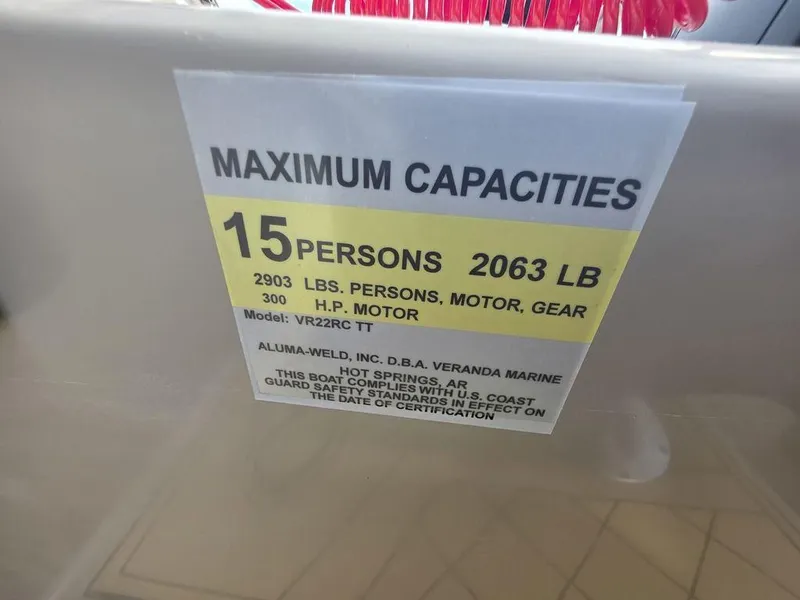 MAXIMUM CAPACITIES
15 PERSONS 2063 LB
2903 LBS. PERSONS, MOTOR, GEAR
300 H.P. MOTOR
Model: VR22RC TT
ALUMA-WELD, INC. D.B.A. VERANDA MARINE
HOT SPRINGS, AR
THIS BOAT COMPLIES WITH U.S. COAST
GUARD SAFETY STANDARDS IN EFFECT ON
THE DATE OF CERTIFICATION